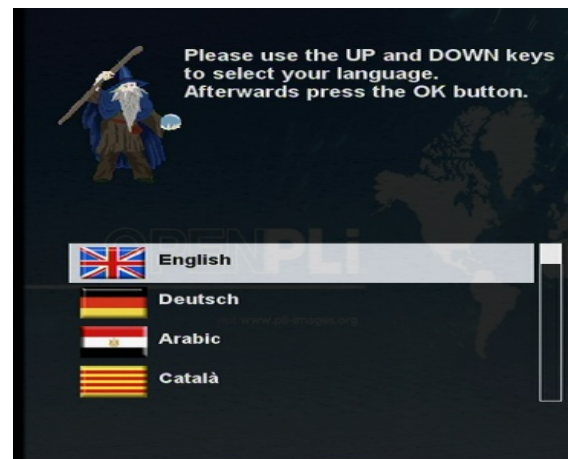 Please use the UP and DOWN keys
to select your language.
Afterwards press the OK button.
OPENPLi
English
Deutsch
www.pli-images.org
Arabic
Català